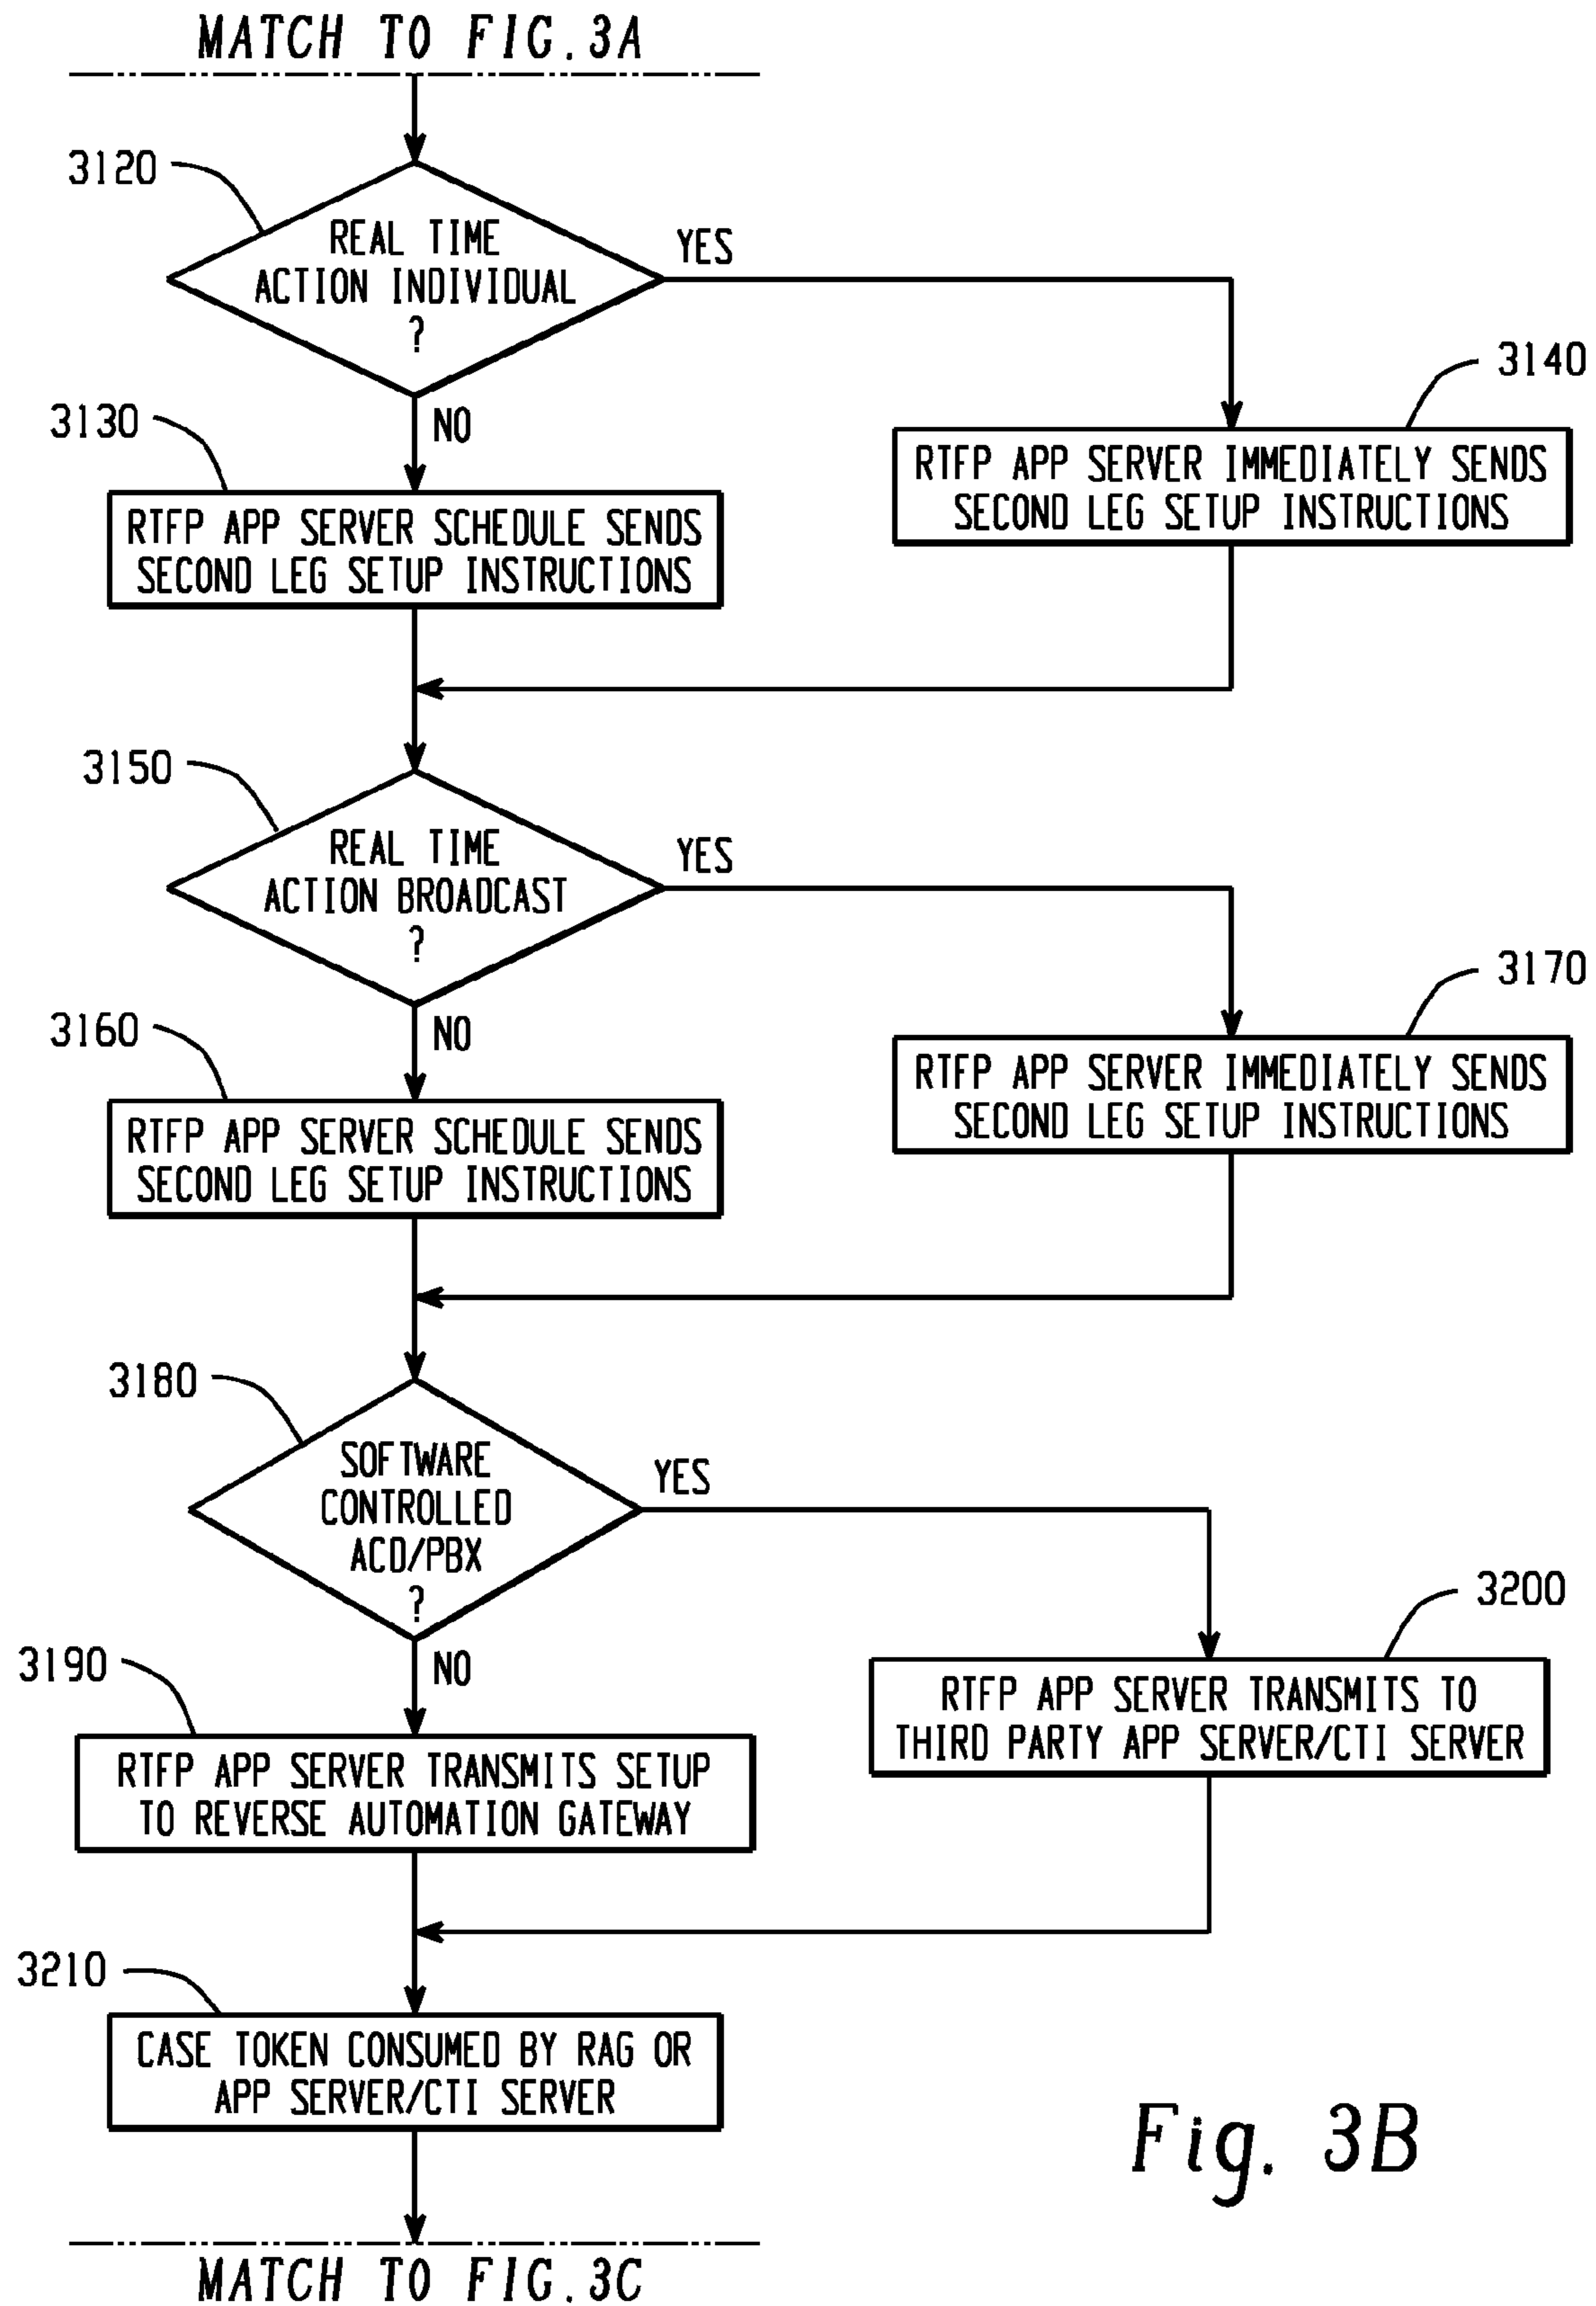 MATCH TO FIG.3A
3120
REAL TIME
ACTION INDIVIDUAL
?
YES
NO
3130
RTFP APP SERVER SCHEDULE SENDS
SECOND LEG SETUP INSTRUCTIONS
3140
RTFP APP SERVER IMMEDIATELY SENDS
SECOND LEG SETUP INSTRUCTIONS
3150
REAL TIME
ACTION BROADCAST
?
YES
NO
3160
RTFP APP SERVER SCHEDULE SENDS
SECOND LEG SETUP INSTRUCTIONS
3170
RTFP APP SERVER IMMEDIATELY SENDS
SECOND LEG SETUP INSTRUCTIONS
3180
SOFTWARE
CONTROLLED
ACD/PBX
?
YES
NO
3190
RTFP APP SERVER TRANSMITS SETUP
TO REVERSE AUTOMATION GATEWAY
3200
RTFP APP SERVER TRANSMITS TO
THIRD PARTY APP SERVER/CTI SERVER
3210
CASE TOKEN CONSUMED BY RAG OR
APP SERVER/CTI SERVER
Fig. 3B
MATCH TO FIG.3C